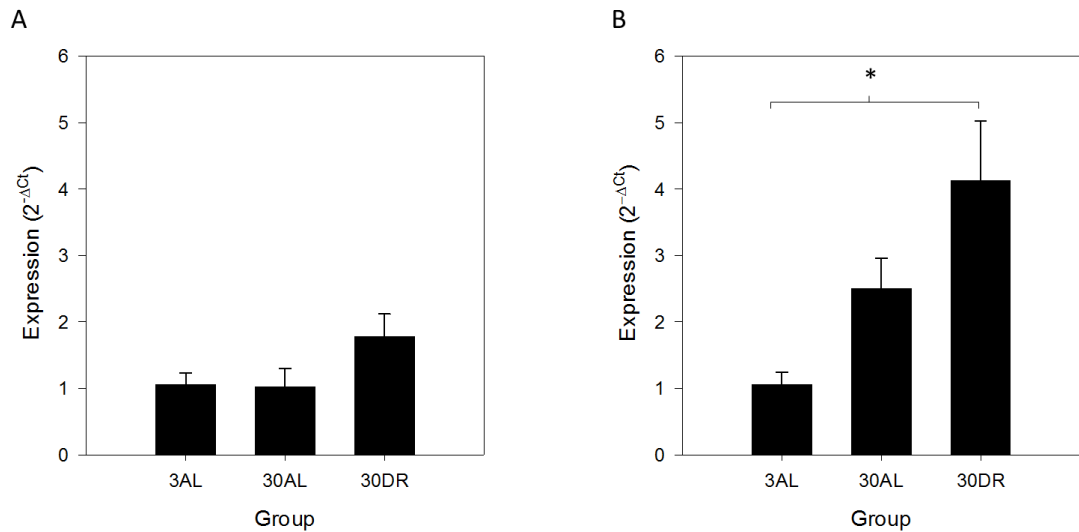 A
6
5
4
3
2
1
0
Expression (2^-ΔCt)
3AL 30AL 30DR
Group
B
*
6
5
4
3
2
1
0
Expression (2^-ΔCt)
3AL 30AL 30DR
Group